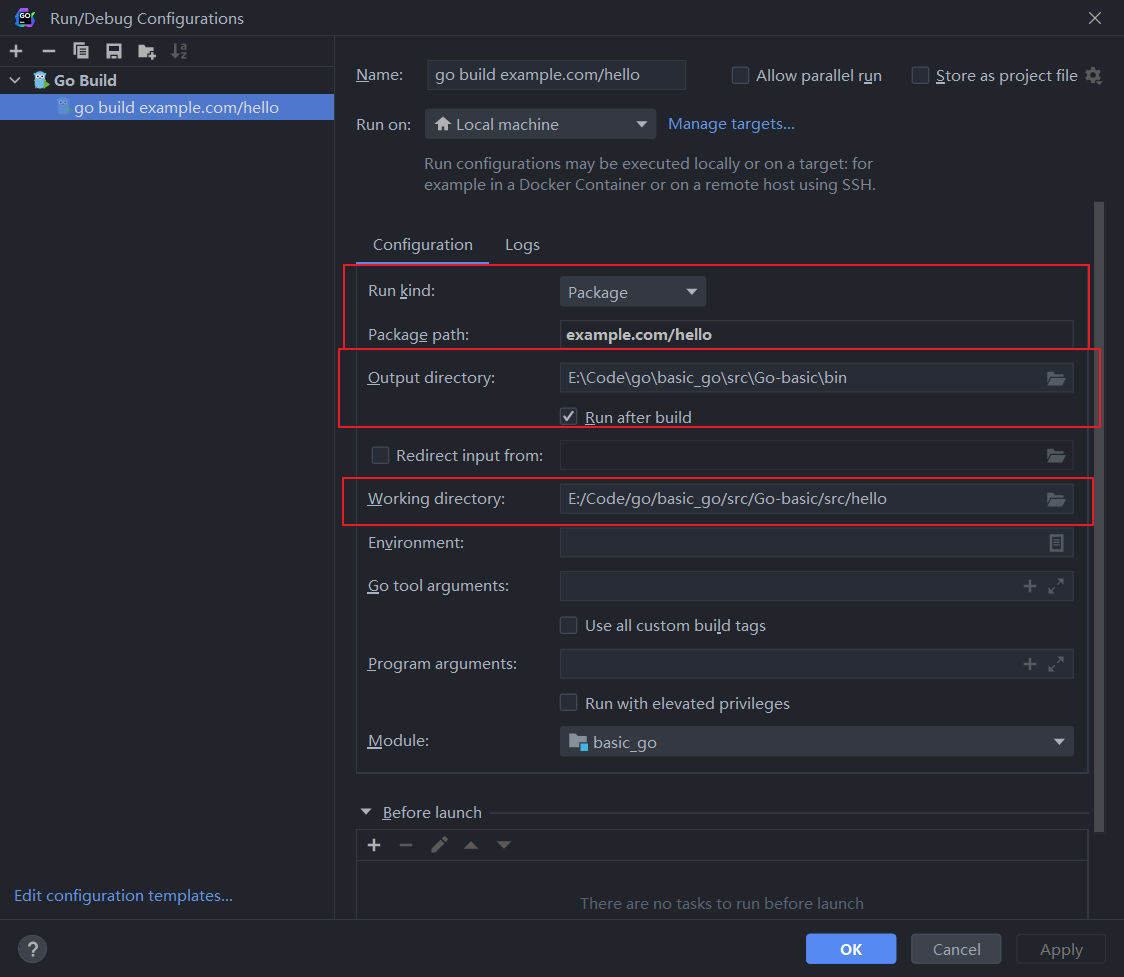 Run/Debug Configurations
Go Build
go build example.com/hello
Name: go build example.com/hello Allow parallel run Store as project file
Run on: Local machine Manage targets...
Run configurations may be executed locally or on a target: for
example in a Docker Container or on a remote host using SSH.
Configuration Logs
Run kind: Package
Package path: example.com/hello
Output directory: E:\Code\go\basic_go\src\Go-basic\bin
Run after build
Redirect input from:
Working directory: E:/Code/go/basic_go/src/Go-basic/src/hello
Environment:
Go tool arguments:
Use all custom build tags
Program arguments:
Run with elevated privileges
Module: basic_go
Before launch
There are no tasks to run before launch
Edit configuration templates...
? OK Cancel Apply